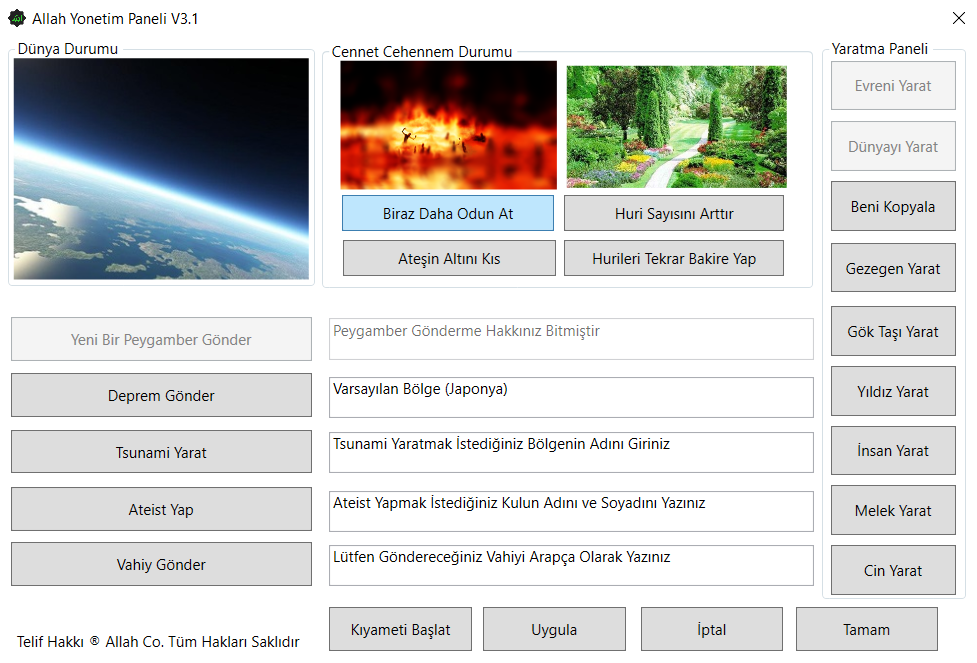 Allah Yonetim Paneli V3.1
Dünya Durumu
Cennet Cehennem Durumu
Yaratma Paneli
Biraz Daha Odun At
Huri Sayısını Arttır
Ateşin Altını Kıs
Hurileri Tekrar Bakire Yap
Evreni Yarat
Dünyayı Yarat
Beni Kopyala
Gezegen Yarat
Gök Taşı Yarat
Yıldız Yarat
İnsan Yarat
Melek Yarat
Cin Yarat
Yeni Bir Peygamber Gönder
Peygamber Gönderme Hakkınız Bitmiştir
Deprem Gönder
Varsayılan Bölge (Japonya)
Tsunami Yarat
Tsunami Yaratmak İstediğiniz Bölgenin Adını Giriniz
Ateist Yap
Ateist Yapmak İstediğiniz Kulun Adını ve Soyadını Yazınız
Vahiy Gönder
Lütfen Göndereceğiniz Vahiyi Arapça Olarak Yazınız
Telif Hakkı ® Allah Co. Tüm Hakları Saklıdır
Kıyameti Başlat
Uygula
İptal
Tamam